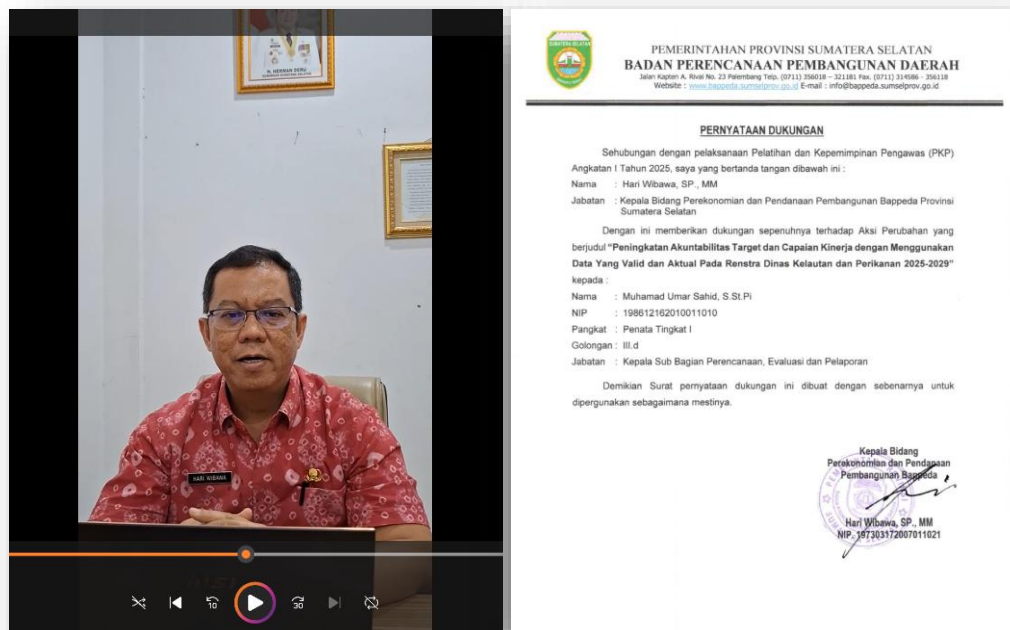 H. HERMAN DERU
GUBERNUR SUMATERA SELATAN
HARI WIBAWA
10
30
SUMATERA SELATAN
PEMERINTAHAN PROVINSI SUMATERA SELATAN
BADAN PERENCANAAN PEMBANGUNAN DAERAH
Jalan Kapten A. Rivai No. 23 Palembang Telp. (0711) 356018 – 321181 Fax. (0711) 314586 - 356118
Website : www.bappeda.sumselprov.go.id E-mail : info@bappeda.sumselprov.go.id
PERNYATAAN DUKUNGAN
Sehubungan dengan pelaksanaan Pelatihan dan Kepemimpinan Pengawas (PKP)
Angkatan I Tahun 2025, saya yang bertanda tangan dibawah ini :
Nama : Hari Wibawa, SP., MM
Jabatan : Kepala Bidang Perekonomian dan Pendanaan Pembangunan Bappeda Provinsi
Sumatera Selatan
Dengan ini memberikan dukungan sepenuhnya terhadap Aksi Perubahan yang
berjudul "Peningkatan Akuntabilitas Target dan Capaian Kinerja dengan Menggunakan
Data Yang Valid dan Aktual Pada Renstra Dinas Kelautan dan Perikanan 2025-2029"
kepada :
Nama : Muhamad Umar Sahid, S.St.Pi
NIP : 198612162010011010
Pangkat : Penata Tingkat I
Golongan : III.d
Jabatan : Kepala Sub Bagian Perencanaan, Evaluasi dan Pelaporan
Demikian Surat pernyataan dukungan ini dibuat dengan sebenarnya untuk
dipergunakan sebagaimana mestinya.
Kepala Bidang
Perekonomian dan Pendanaan
Pembangunan Bappeda
Hari Wibawa, SP., MM
NIP. 197303172007011021